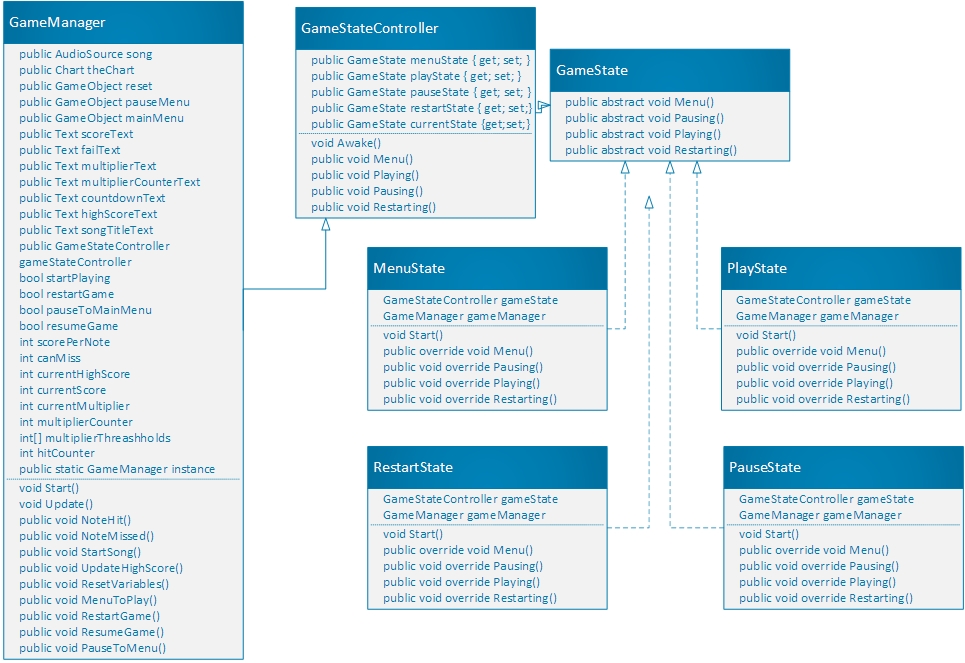 GameManager
public AudioSource song
public Chart theChart
public GameObject reset
public GameObject pauseMenu
public GameObject mainMenu
public Text scoreText
public Text failText
public Text multiplierText
public Text multiplierCounterText
public Text countdownText
public Text highScoreText
public Text songTitleText
public GameStateController
gameStateController
bool startPlaying
bool restartGame
bool pauseToMainMenu
bool resumeGame
int scorePerNote
int canMiss
int currentHighScore
int currentScore
int currentMultiplier
int multiplierCounter
int[] multiplierThreashholds
int hitCounter
public static GameManager instance
void Start()
void Update()
public void NoteHit()
public void NoteMissed()
public void StartSong()
public void UpdateHighScore()
public void ResetVariables()
public void MenuToPlay()
public void RestartGame()
public void ResumeGame()
public void PauseToMenu()
GameStateController
public GameState menuState { get; set; }
public GameState playState { get; set; }
public GameState pauseState { get; set; }
public GameState restartState { get; set;}
public GameState currentState {get;set;}
void Awake()
public void Menu()
public void Playing()
public void Pausing()
public void Restarting()
GameState
public abstract void Menu()
public abstract void Pausing()
public abstract void Playing()
public abstract void Restarting()
MenuState
GameStateController gameState
GameManager gameManager
void Start()
public override void Menu()
public void override Pausing()
public void override Playing()
public void override Restarting()
PlayState
GameStateController gameState
GameManager gameManager
void Start()
public override void Menu()
public void override Pausing()
public void override Playing()
public void override Restarting()
RestartState
GameStateController gameState
GameManager gameManager
void Start()
public override void Menu()
public void override Pausing()
public void override Playing()
public void override Restarting()
PauseState
GameStateController gameState
GameManager gameManager
void Start()
public override void Menu()
public void override Pausing()
public void override Playing()
public void override Restarting()